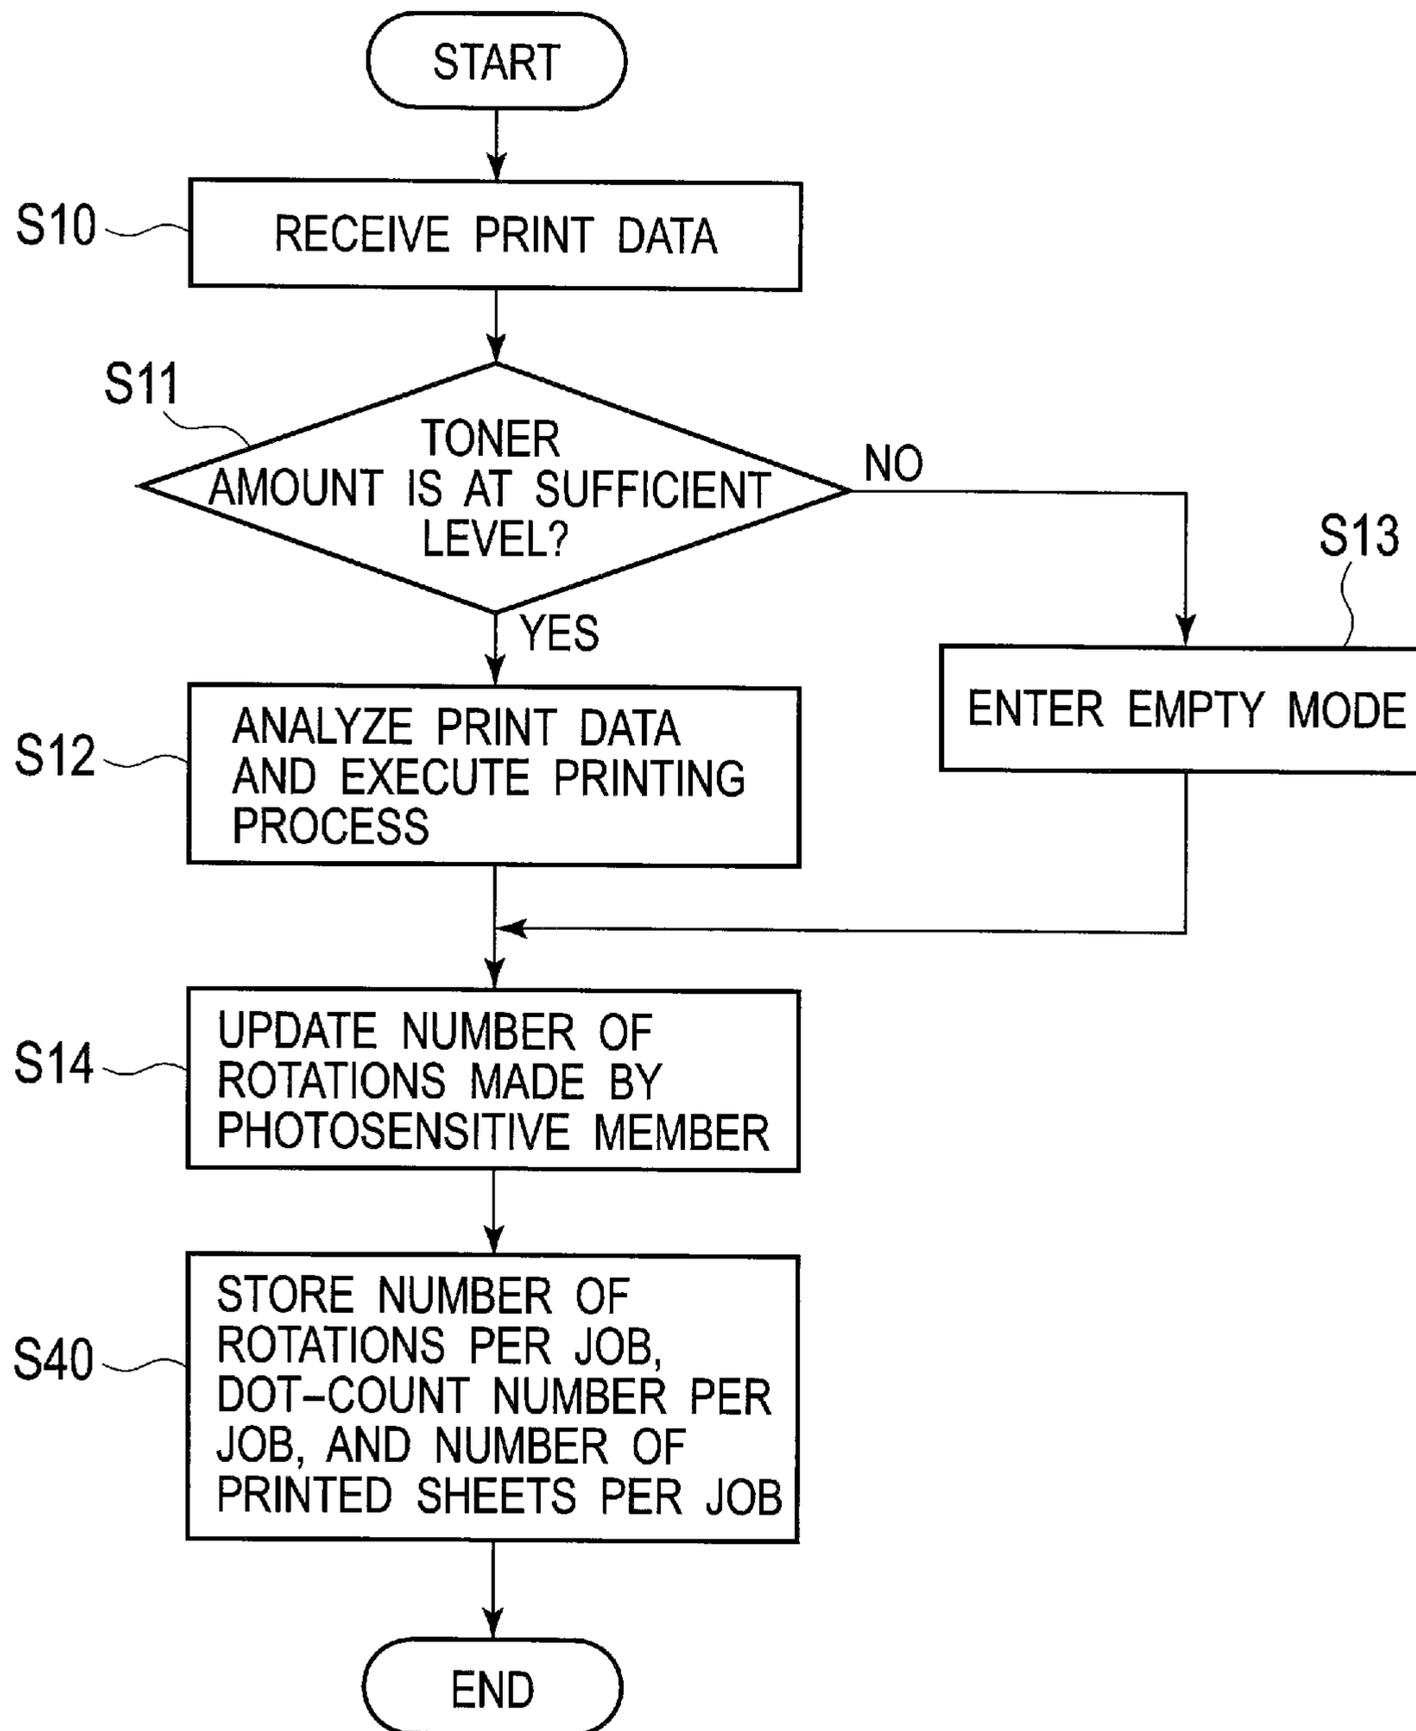 START
S10
RECEIVE PRINT DATA
S11
TONER
AMOUNT IS AT SUFFICIENT
LEVEL?
NO
YES
S13
ENTER EMPTY MODE
S12
ANALYZE PRINT DATA
AND EXECUTE PRINTING
PROCESS
S14
UPDATE NUMBER OF
ROTATIONS MADE BY
PHOTOSENSITIVE MEMBER
S40
STORE NUMBER OF
ROTATIONS PER JOB,
DOT–COUNT NUMBER PER
JOB, AND NUMBER OF
PRINTED SHEETS PER JOB
END